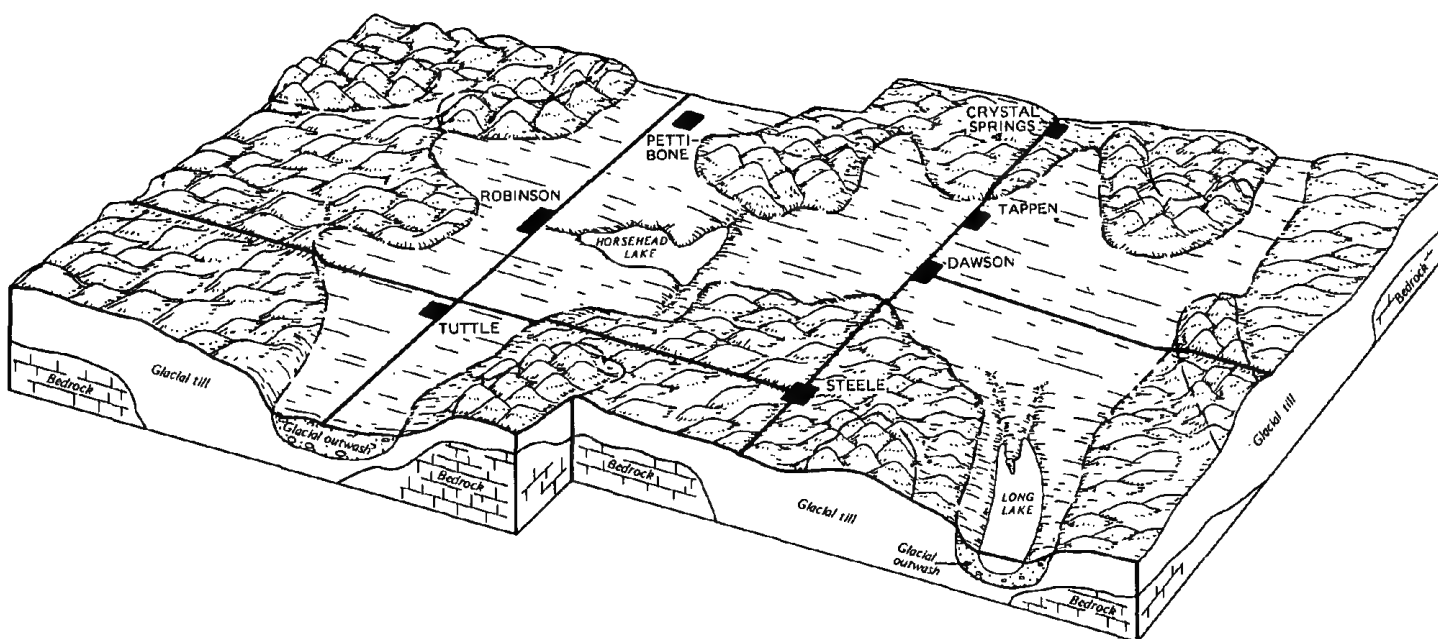 CRYSTAL
SPRINGS
PETTI-
BONE
ROBINSON
TAPPEN
HORSEHEAD
LAKE
DAWSON
Bedrock
TUTTLE
STEELE
Glacial till
Bedrock
Glacial outwash
Bedrock
Bedrock
Glacial till
LONG
LAKE
Glacial till
Glacial
outwash
Bedrock